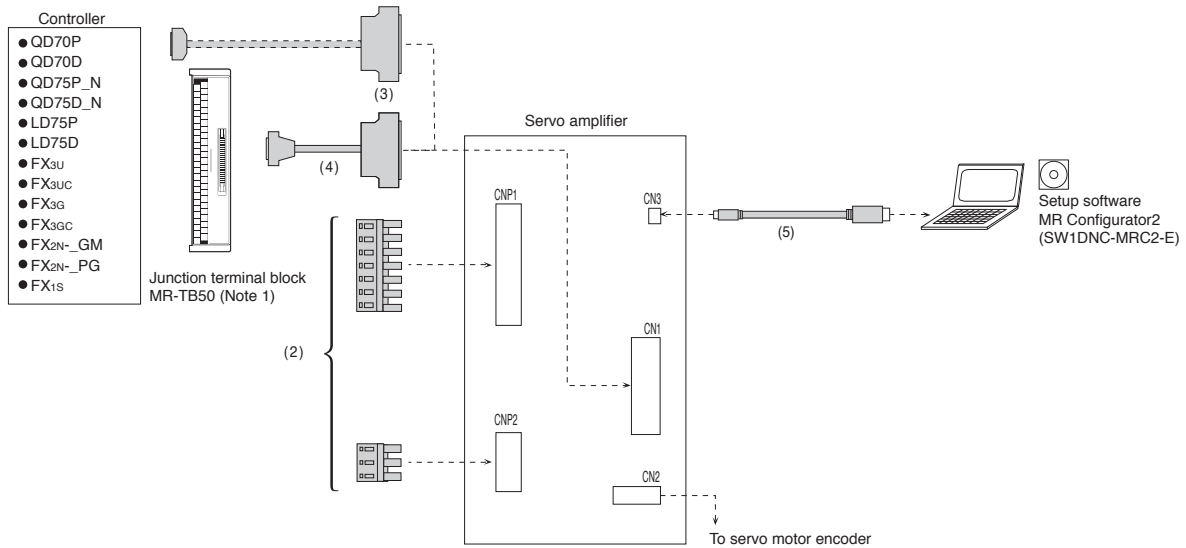 Controller
● QD70P
● QD70D
● QD75P_N
● QD75D_N
● LD75P
● LD75D
● FX3U
● FX3UC
● FX3G
● FX3GC
● FX2N-_GM
● FX2N-_PG
● FX1S
Junction terminal block
MR-TB50 (Note 1)
(3)
(4)
(2)
Servo amplifier
CNP1
CNP2
CN3
CN1
CN2
To servo motor encoder
(5)
Setup software
MR Configurator2
(SW1DNC-MRC2-E)